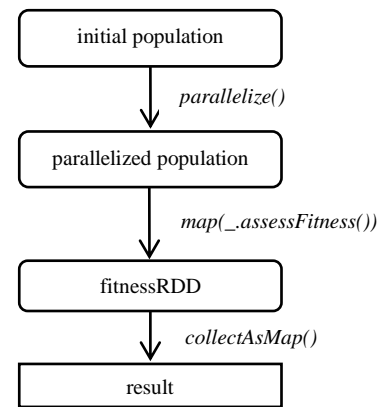 initial population
parallelize()
parallelized population
map(_.assessFitness())
fitnessRDD
collectAsMap()
result